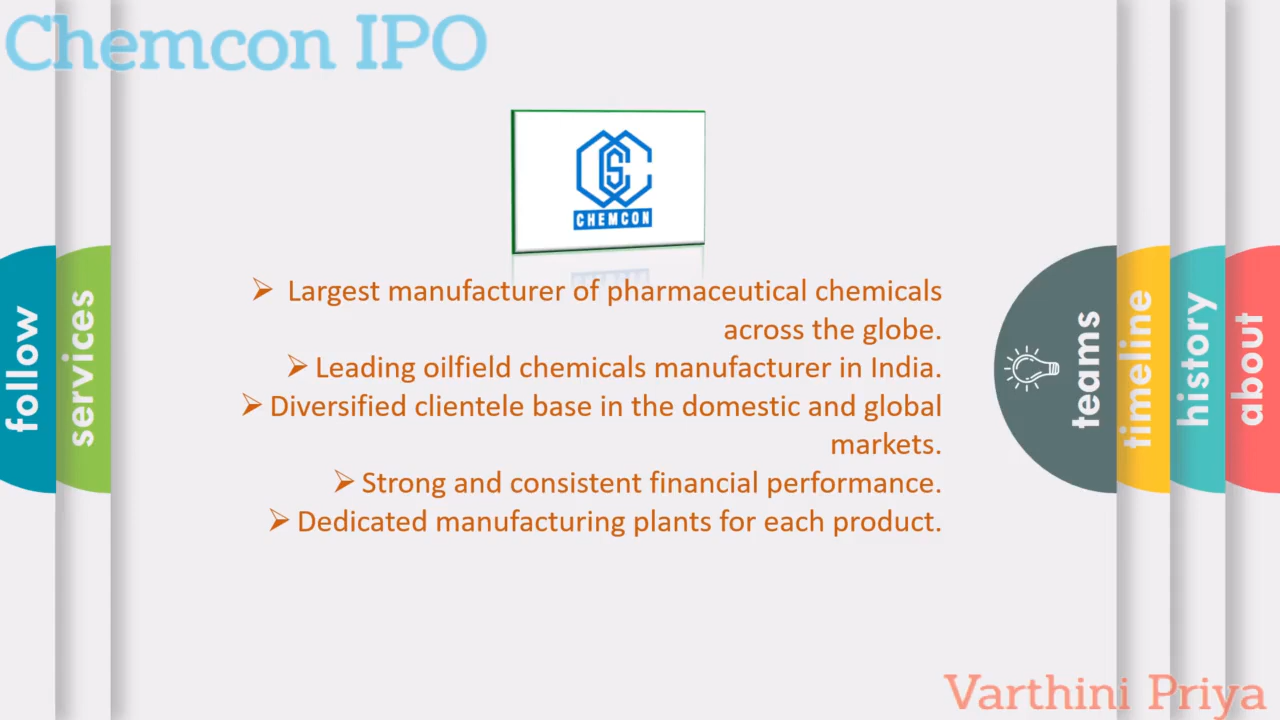 Chemcon IPO
CHEMCON
➢ Largest manufacturer of pharmaceutical chemicals
across the globe.
➢ Leading oilfield chemicals manufacturer in India.
➢ Diversified clientele base in the domestic and global
markets.
➢ Strong and consistent financial performance.
➢ Dedicated manufacturing plants for each product.
follow
services
teams
timeline
history
about
Varthini Priya